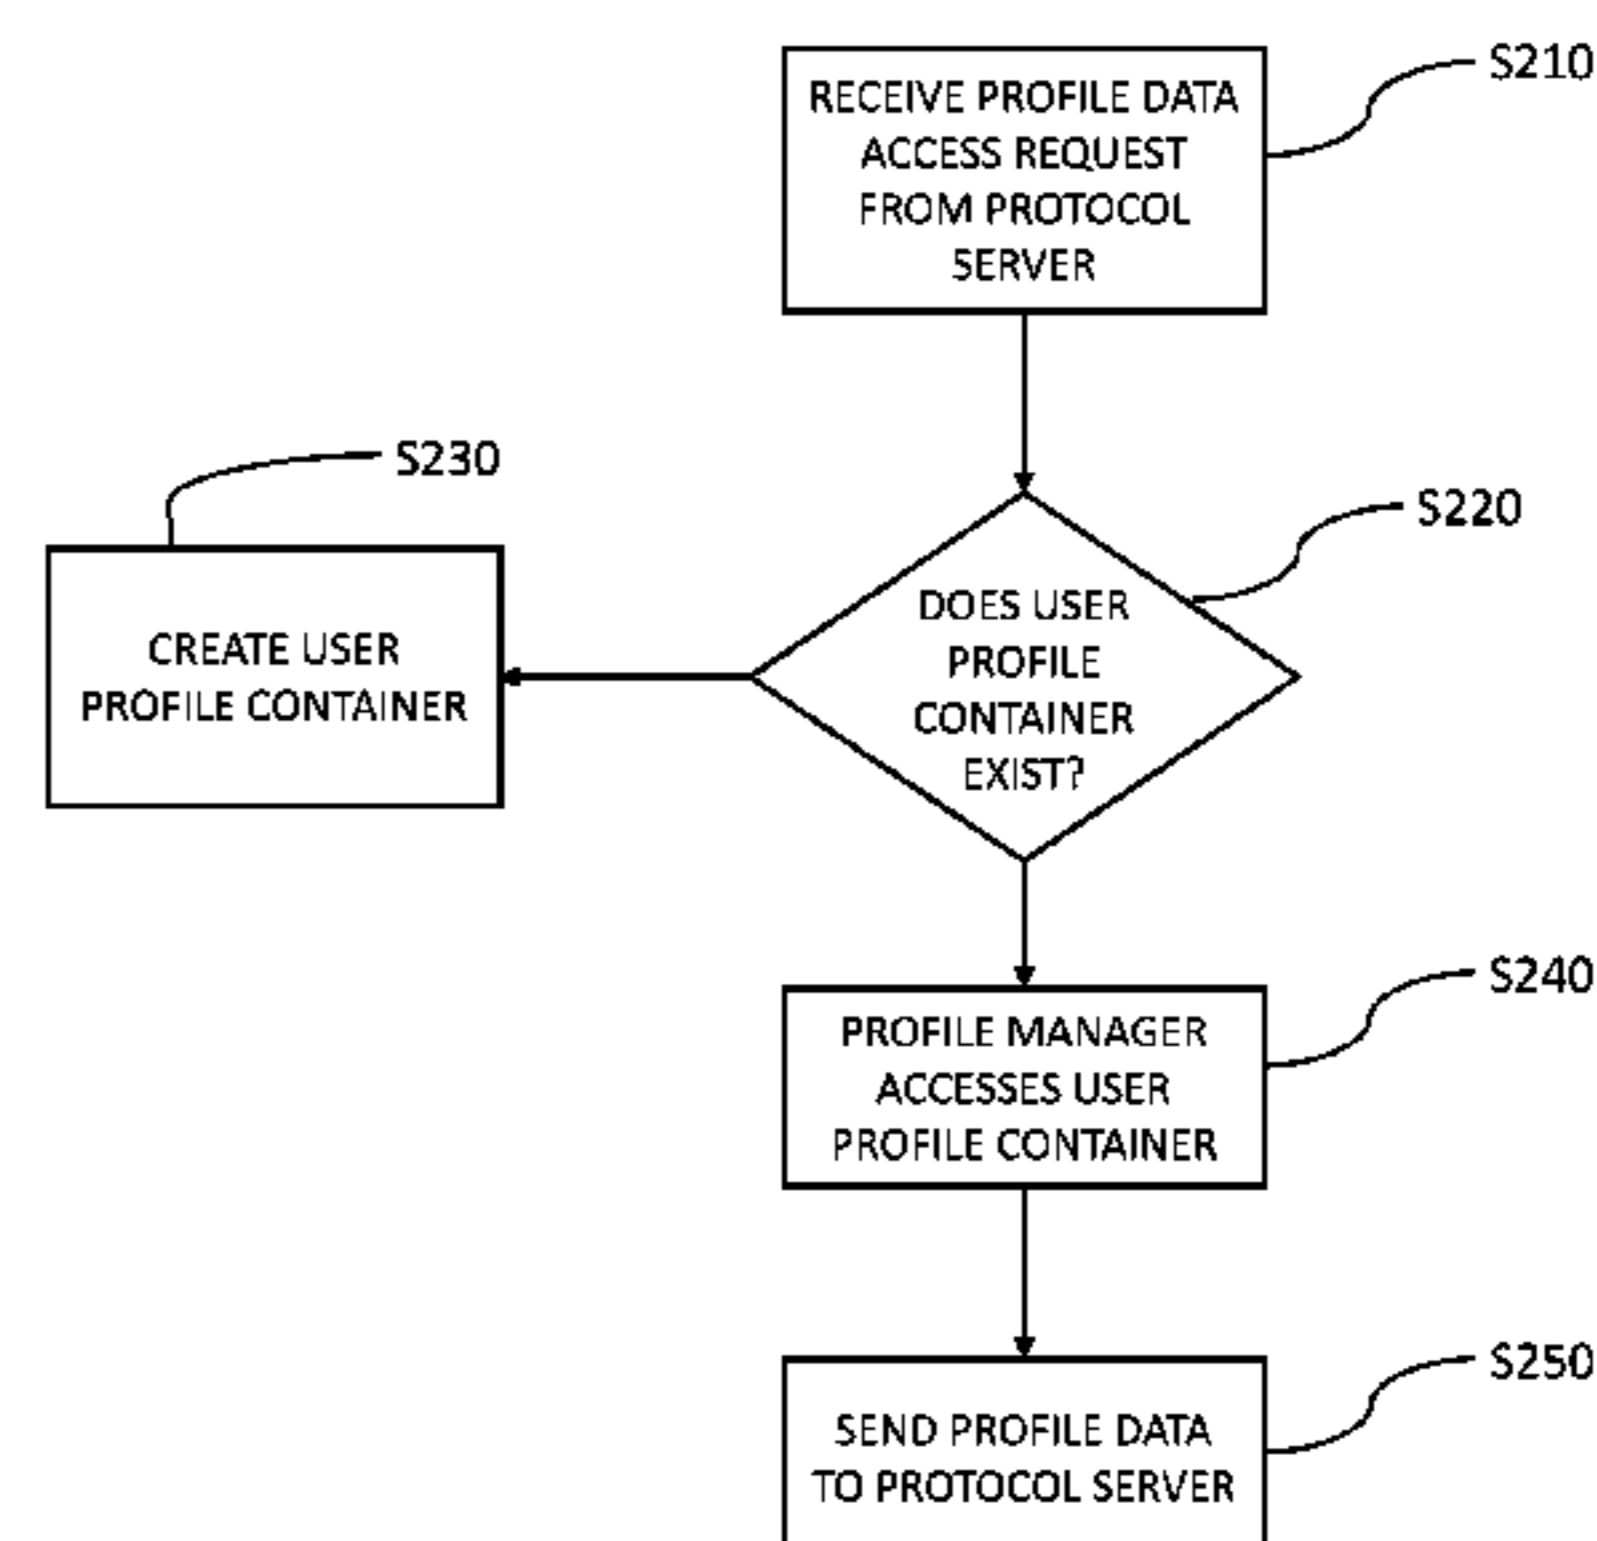 RECEIVE PROFILE DATA
ACCESS REQUEST
FROM PROTOCOL
SERVER
S210
S230
S220
CREATE USER
PROFILE CONTAINER
DOES USER
PROFILE
CONTAINER
EXIST?
S240
PROFILE MANAGER
ACCESSES USER
PROFILE CONTAINER
S250
SEND PROFILE DATA
TO PROTOCOL SERVER